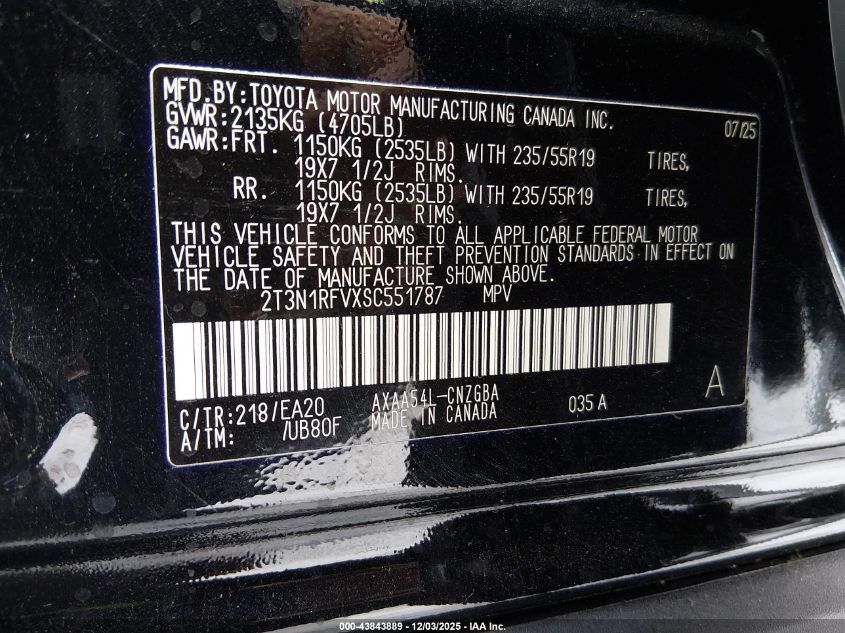 MFD.BY:TOYOTA MOTOR MANUFACTURING CANADA INC.
GVWR:2135KG (4705LB) 07/25
GAWR:FRT. 1150KG (2535LB) WITH 235/55R19 TIRES,
19X7 1/2J RIMS.
RR. 1150KG (2535LB) WITH 235/55R19 TIRES,
19X7 1/2J RIMS.
THIS VEHICLE CONFORMS TO ALL APPLICABLE FEDERAL MOTOR
VEHICLE SAFETY AND THEFT PREVENTION STANDARDS IN EFFECT ON
THE DATE OF MANUFACTURE SHOWN ABOVE.
2T3N1RFVXSC551787 MPV
C/TR:218/EA20 AXAA54L-CNZGBA 035 A A
A/TM: /UB80F MADE IN CANADA
000-43843889 - 12/03/2025 - IAA Inc.